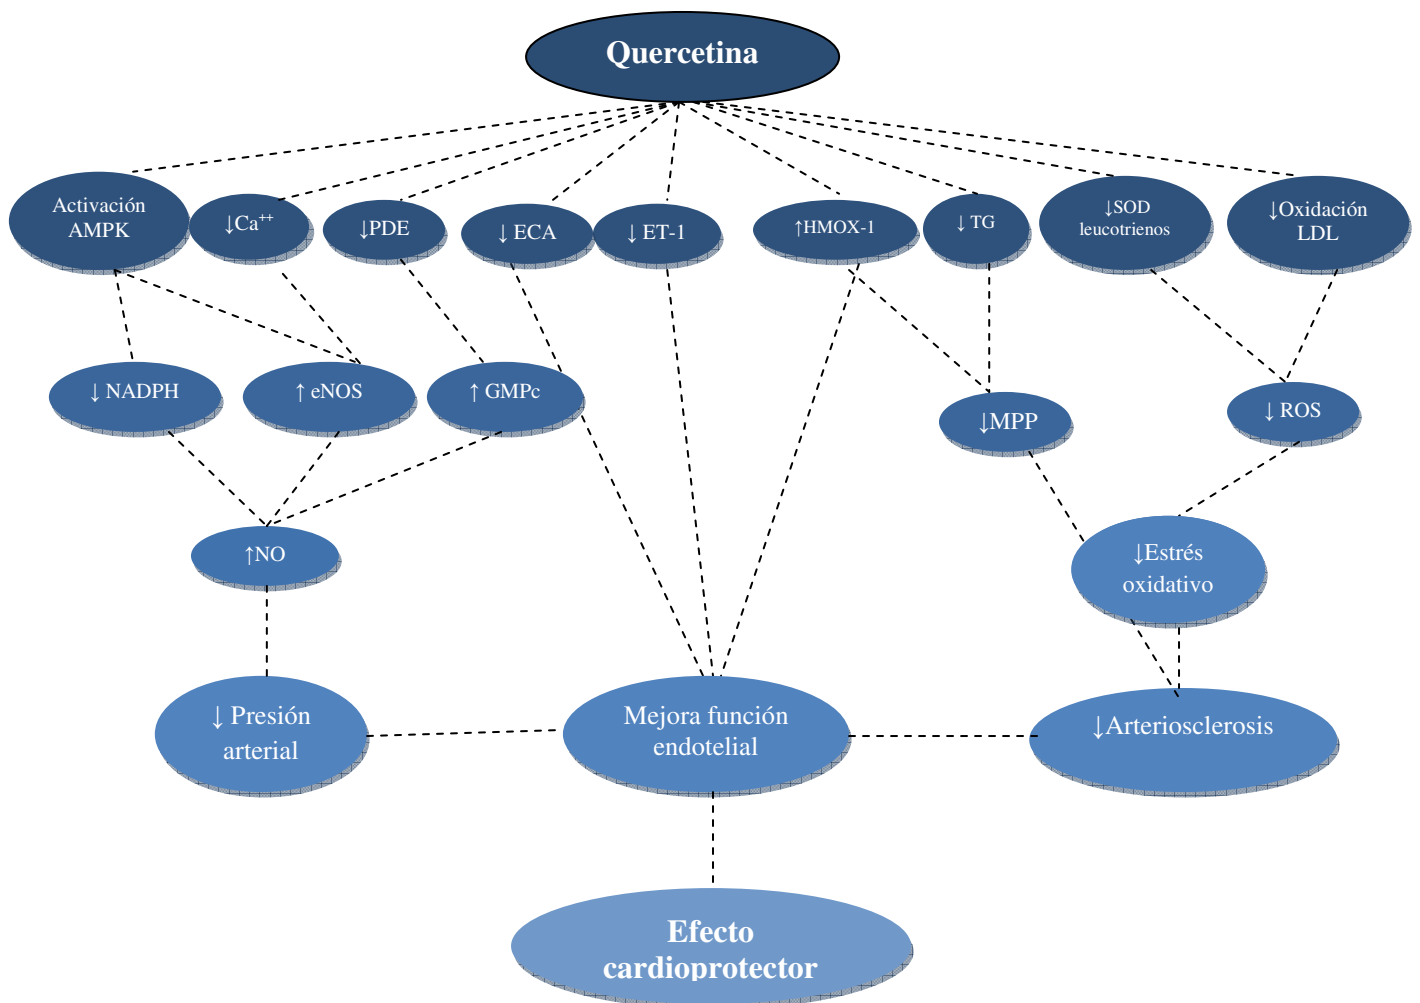 Quercetina
Activación
AMPK
↓Ca⁺⁺
↓PDE
↓ ECA
↓ ET-1
↑HMOX-1
↓ TG
↓SOD
leucotrienos
↓Oxidación
LDL
↓ NADPH
↑ eNOS
↑ GMPc
↓MPP
↓ ROS
↑NO
↓Estrés
oxidativo
↓ Presión
arterial
Mejora función
endotelial
↓Arteriosclerosis
Efecto
cardioprotector